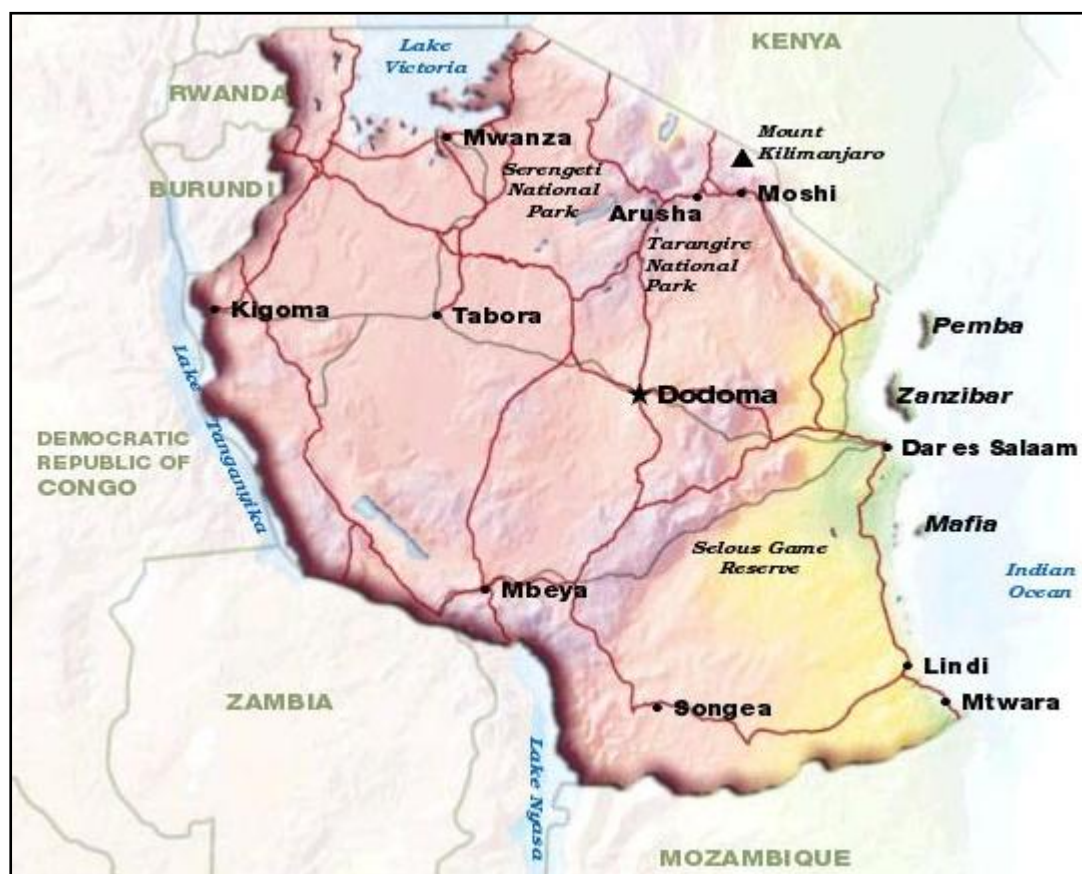 Lake
Victoria
KENYA
RWANDA
Mwanza
Mount
Kilimanjaro
BURUNDI
Serengeti
National
Park
Moshi
Arusha
Tarangire
National
Park
Kigoma
Tabora
Pemba
Lake Tanganyika
Dodoma
Zanzibar
DEMOCRATIC
REPUBLIC OF
CONGO
Dar es Salaam
Mafia
Selous Game
Reserve
Indian
Ocean
Mbeya
Lindi
ZAMBIA
Songea
Mtwara
Lake Nyasa
MOZAMBIQUE